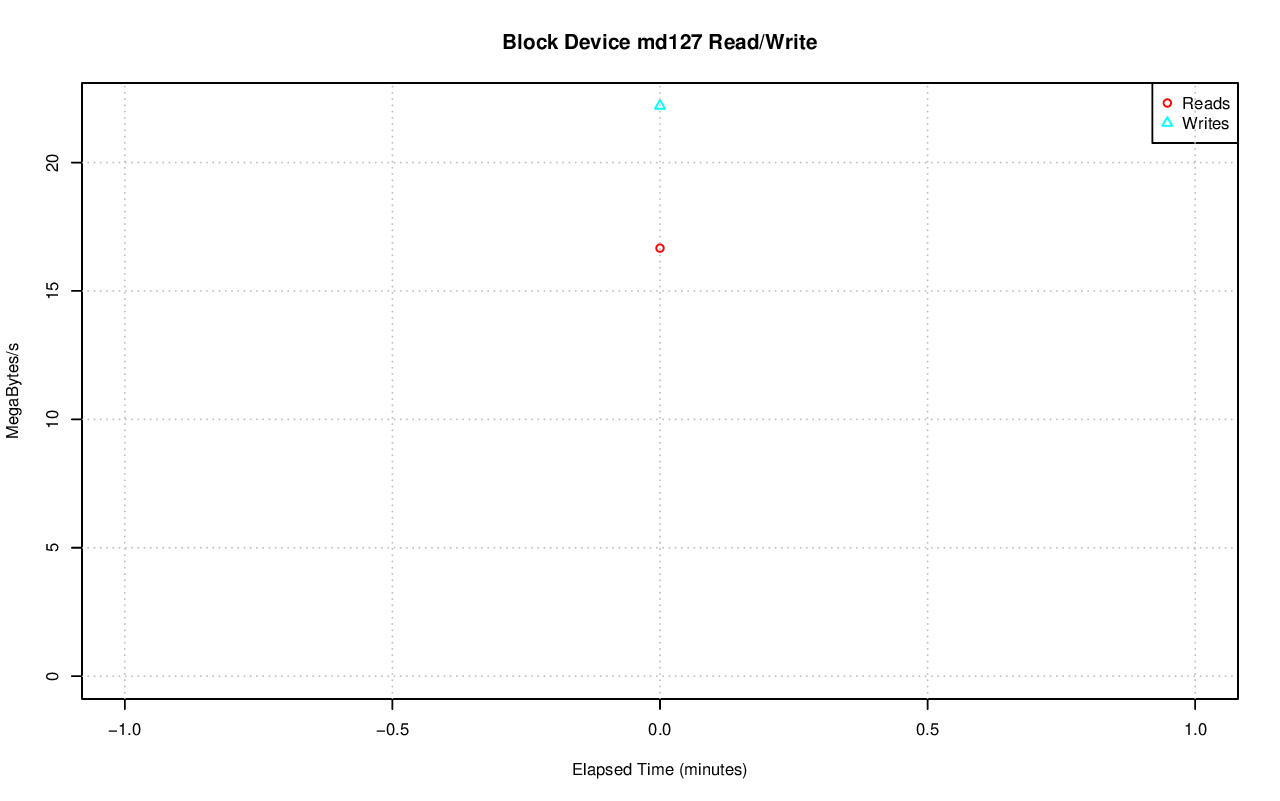 Block Device md127 Read/Write
Reads
Writes
20
15
10
5
0
MegaBytes/s
−1.0
−0.5
0.0
0.5
1.0
Elapsed Time (minutes)